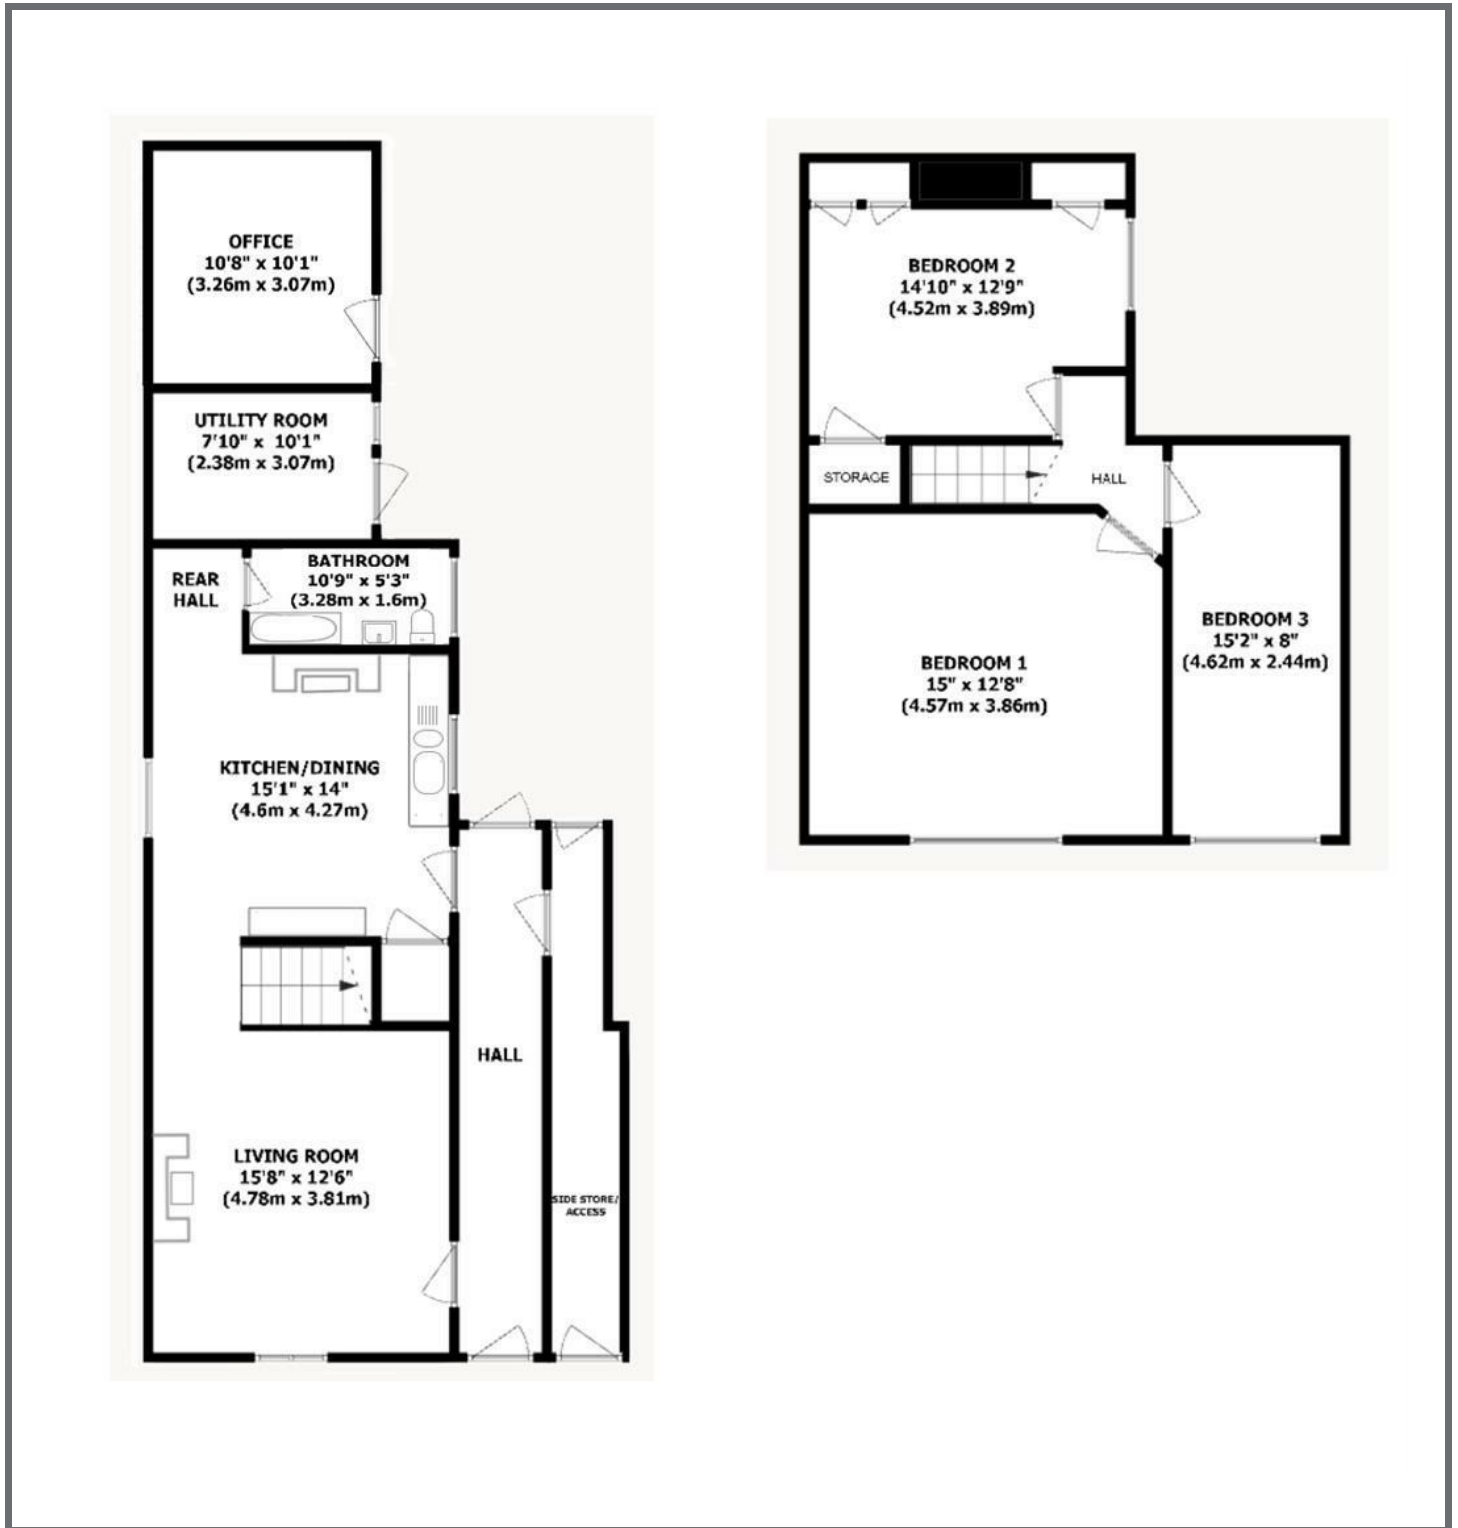 OFFICE
10'8" x 10'1"
(3.26m x 3.07m)
UTILITY ROOM
7'10" x 10'1"
(2.38m x 3.07m)
REAR
HALL
BATHROOM
10'9" x 5'3"
(3.28m x 1.6m)
KITCHEN/DINING
15'1" x 14"
(4.6m x 4.27m)
HALL
LIVING ROOM
15'8" x 12'6"
(4.78m x 3.81m)
SIDE STORE/
ACCESS
BEDROOM 2
14'10" x 12'9"
(4.52m x 3.89m)
STORAGE
HALL
BEDROOM 3
15'2" x 8"
(4.62m x 2.44m)
BEDROOM 1
15" x 12'8"
(4.57m x 3.86m)